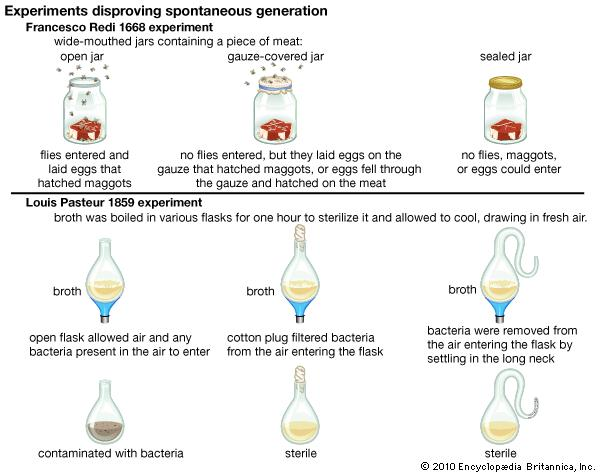 Experiments disproving spontaneous generation
Francesco Redi 1668 experiment
wide-mouthed jars containing a piece of meat:
open jar
gauze-covered jar
sealed jar
flies entered and
laid eggs that
hatched maggots
no flies entered, but they laid eggs on the
gauze that hatched maggots, or eggs fell through
the gauze and hatched on the meat
no flies, maggots,
or eggs could enter
Louis Pasteur 1859 experiment
broth was boiled in various flasks for one hour to sterilize it and allowed to cool, drawing in fresh air.
broth
broth
broth
open flask allowed air and any
bacteria present in the air to enter
cotton plug filtered bacteria
from the air entering the flask
bacteria were removed from
the air entering the flask by
settling in the long neck
contaminated with bacteria
sterile
sterile
© 2010 Encyclopædia Britannica, Inc.